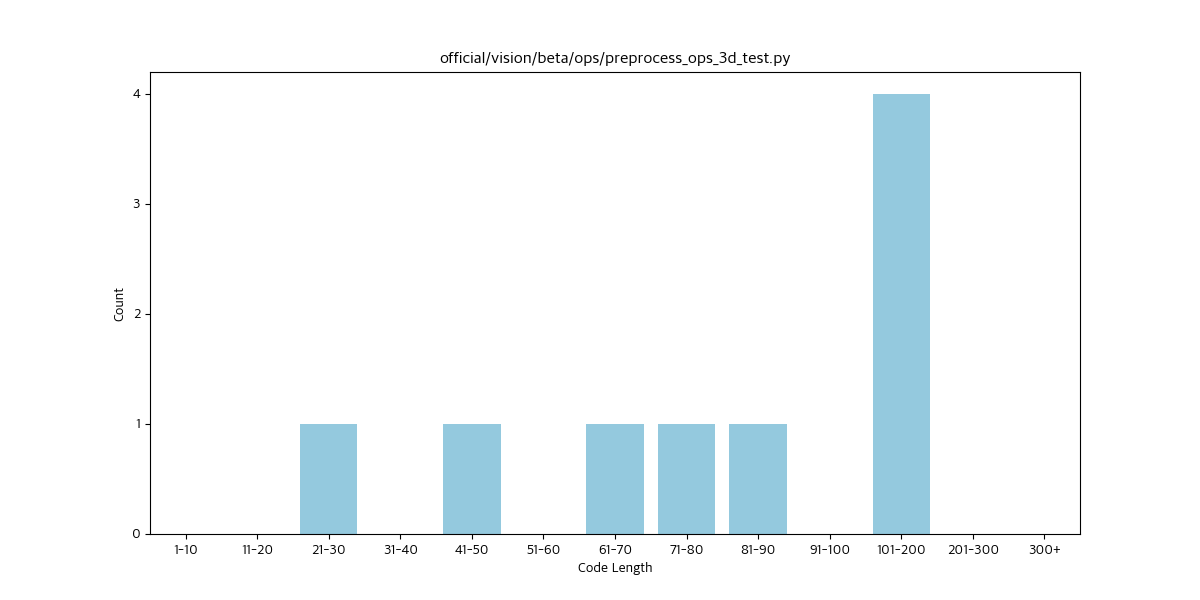 official/vision/beta/ops/preprocess_ops_3d_test.py
4
3
2
1
0
Count
1-10 11-20 21-30 31-40 41-50 51-60 61-70 71-80 81-90 91-100 101-200 201-300 300+
Code Length